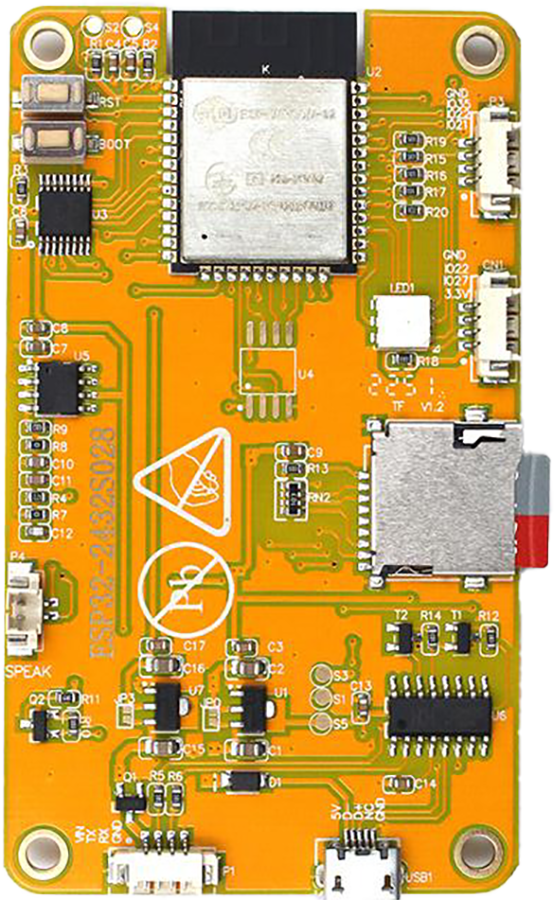 S2
S4
R1
C4
C5
R2
K
U2
RST
BOOT
GND
IO35
IO21
P3
R19
R15
R16
R17
R20
R3
U3
GND
IO22
IO27
3.3V
CN1
LED1
R18
C8
C7
U5
U4
2251
TF
V1.2
R9
R8
C10
C11
R4
R7
C12
C9
R13
RN2
ESP32-2432S028
Pb
P4
SPEAK
C17
C16
C3
C2
T2
R14
T1
R12
S3
S1
S5
C13
U6
JP3
U7
JP0
U1
Q2
R11
C15
C1
D1
C14
Q1
R5
R6
VIN
TX
RX
GND
P1
5V
D-
D+
NC
GND
USB1